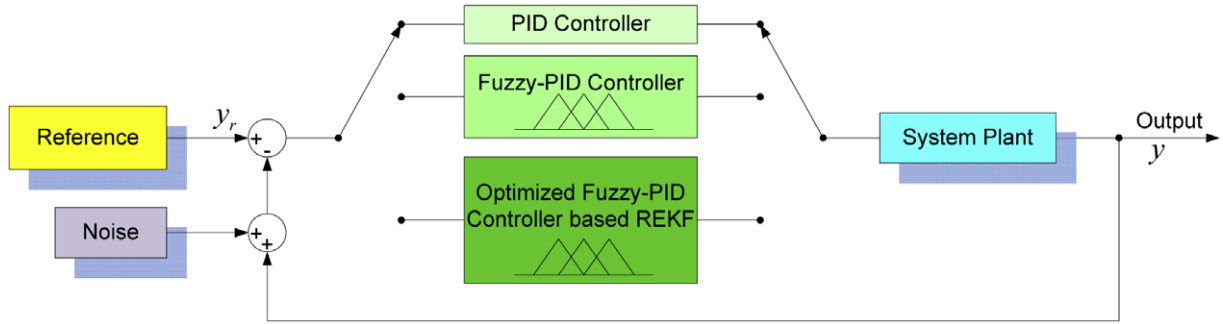 PID Controller
Fuzzy-PID Controller
Reference
y_r
+
-
System Plant
Output
y
Optimized Fuzzy-PID
Controller based REKF
Noise
+
+